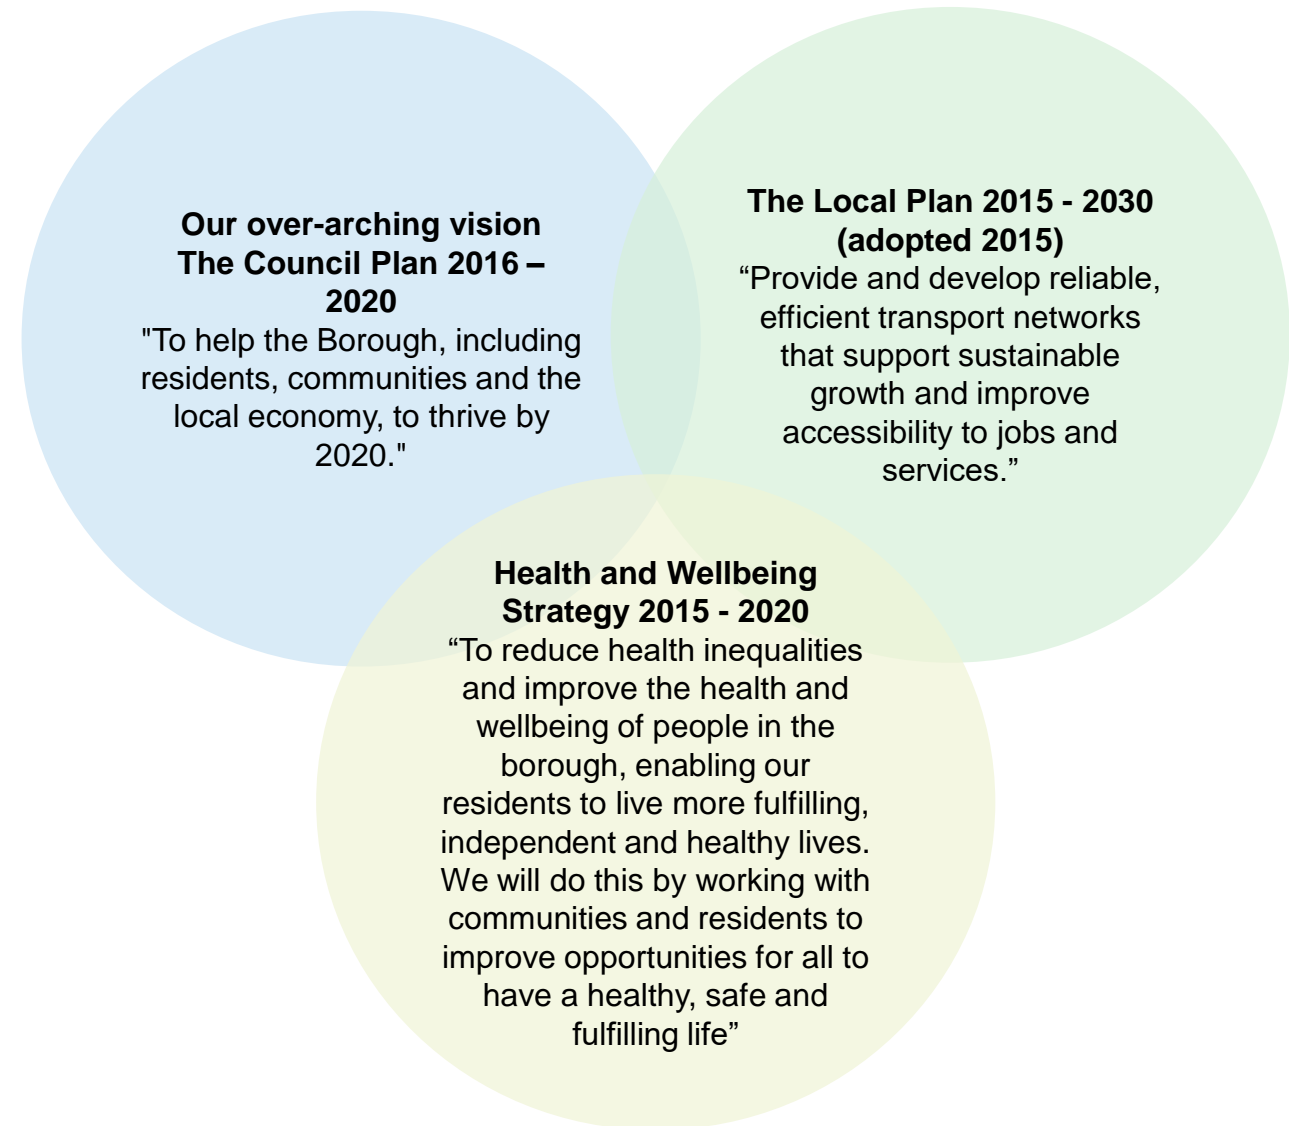 Our over-arching vision
The Council Plan 2016 –
2020
"To help the Borough, including
residents, communities and the
local economy, to thrive by
2020."
The Local Plan 2015 - 2030
(adopted 2015)
“Provide and develop reliable,
efficient transport networks
that support sustainable
growth and improve
accessibility to jobs and
services.”
Health and Wellbeing
Strategy 2015 - 2020
“To reduce health inequalities
and improve the health and
wellbeing of people in the
borough, enabling our
residents to live more fulfilling,
independent and healthy lives.
We will do this by working with
communities and residents to
improve opportunities for all to
have a healthy, safe and
fulfilling life”